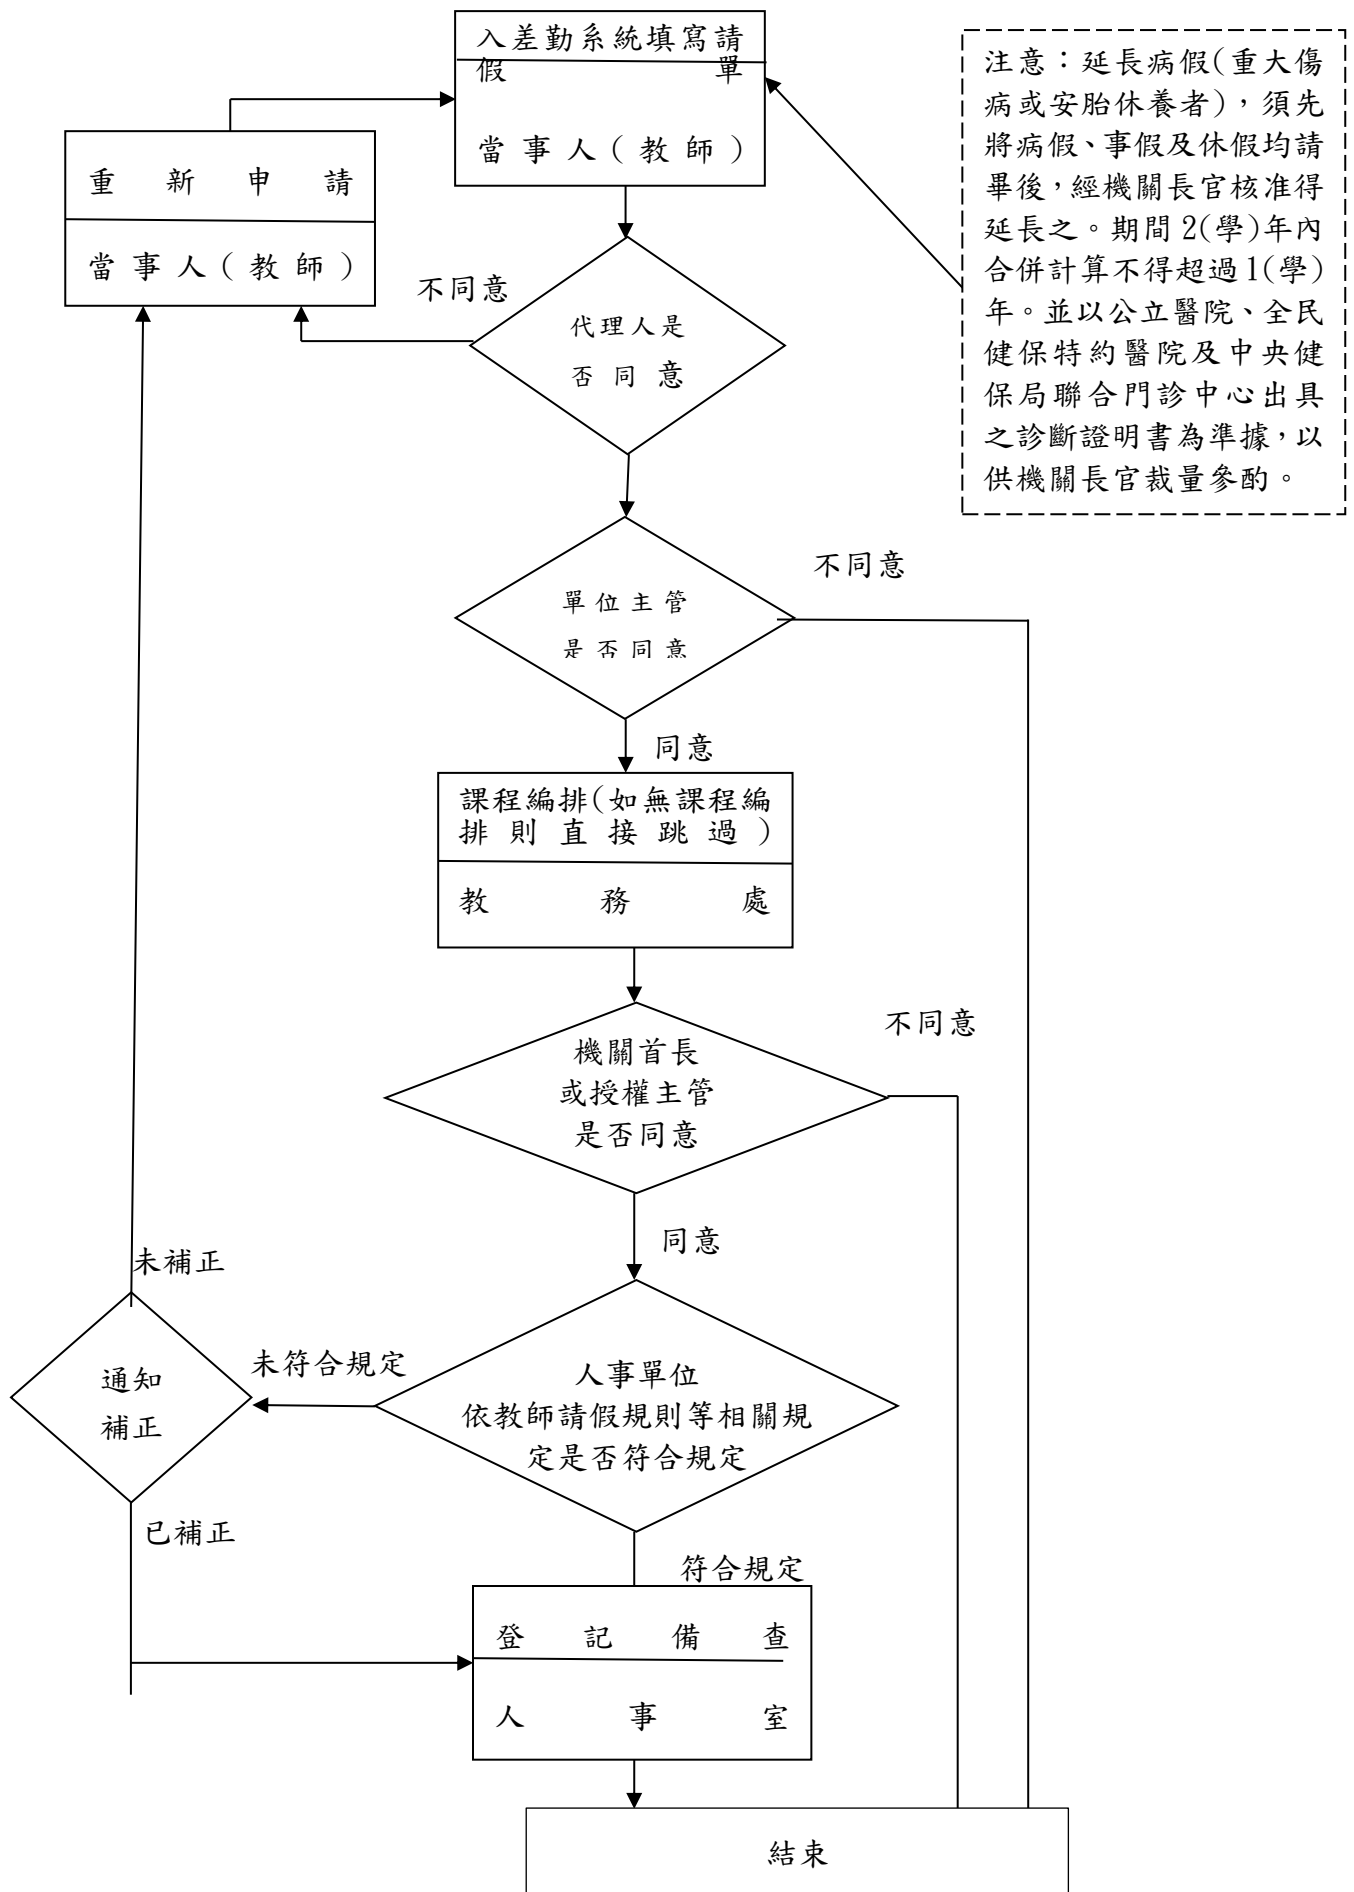 入差勤系統填寫請
假單
當事人(教師)
注意：延長病假(重大傷
病或安胎休養者)，須先
將病假、事假及休假均請
畢後，經機關長官核准得
延長之。期間2(學)年內
合併計算不得超過1(學)
年。並以公立醫院、全民
健保特約醫院及中央健
保局聯合門診中心出具
之診斷證明書為準據，以
供機關長官裁量參酌。
重新申請
當事人(教師)
不同意
代理人是
否同意
不同意
單位主管
是否同意
同意
課程編排(如無課程編
排則直接跳過)
教務處
不同意
機關首長
或授權主管
是否同意
同意
未補正
通知
補正
未符合規定
人事單位
依教師請假規則等相關規
定是否符合規定
已補正
符合規定
登記備查
人事室
結束